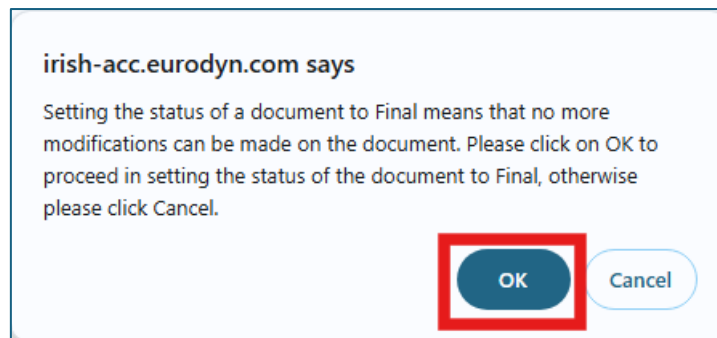 irish-acc.eurodyn.com says
Setting the status of a document to Final means that no more
modifications can be made on the document. Please click on OK to
proceed in setting the status of the document to Final, otherwise
please click Cancel.
OK Cancel